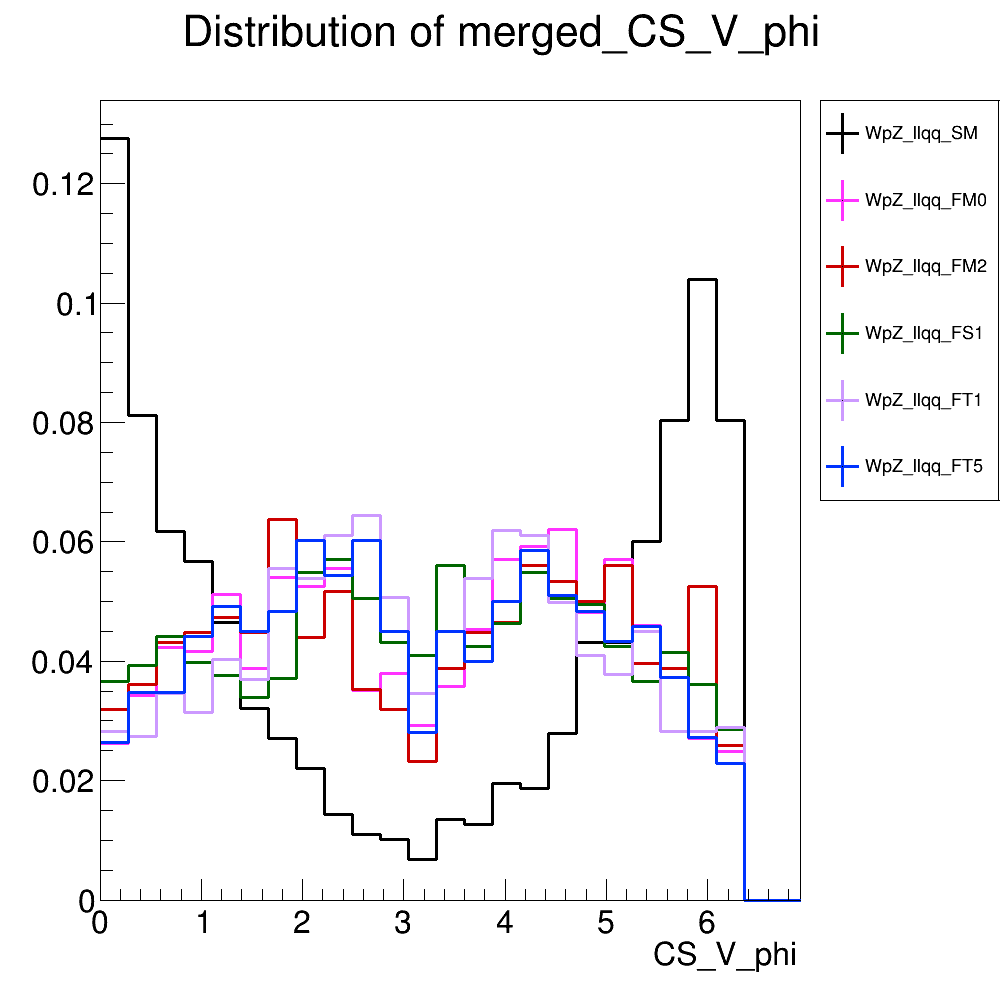 Distribution of merged_CS_V_phi
0.12
0.1
0.08
0.06
0.04
0.02
0
0 1 2 3 4 5 6
CS_V_phi
WpZ_llqq_SM
WpZ_llqq_FM0
WpZ_llqq_FM2
WpZ_llqq_FS1
WpZ_llqq_FT1
WpZ_llqq_FT5